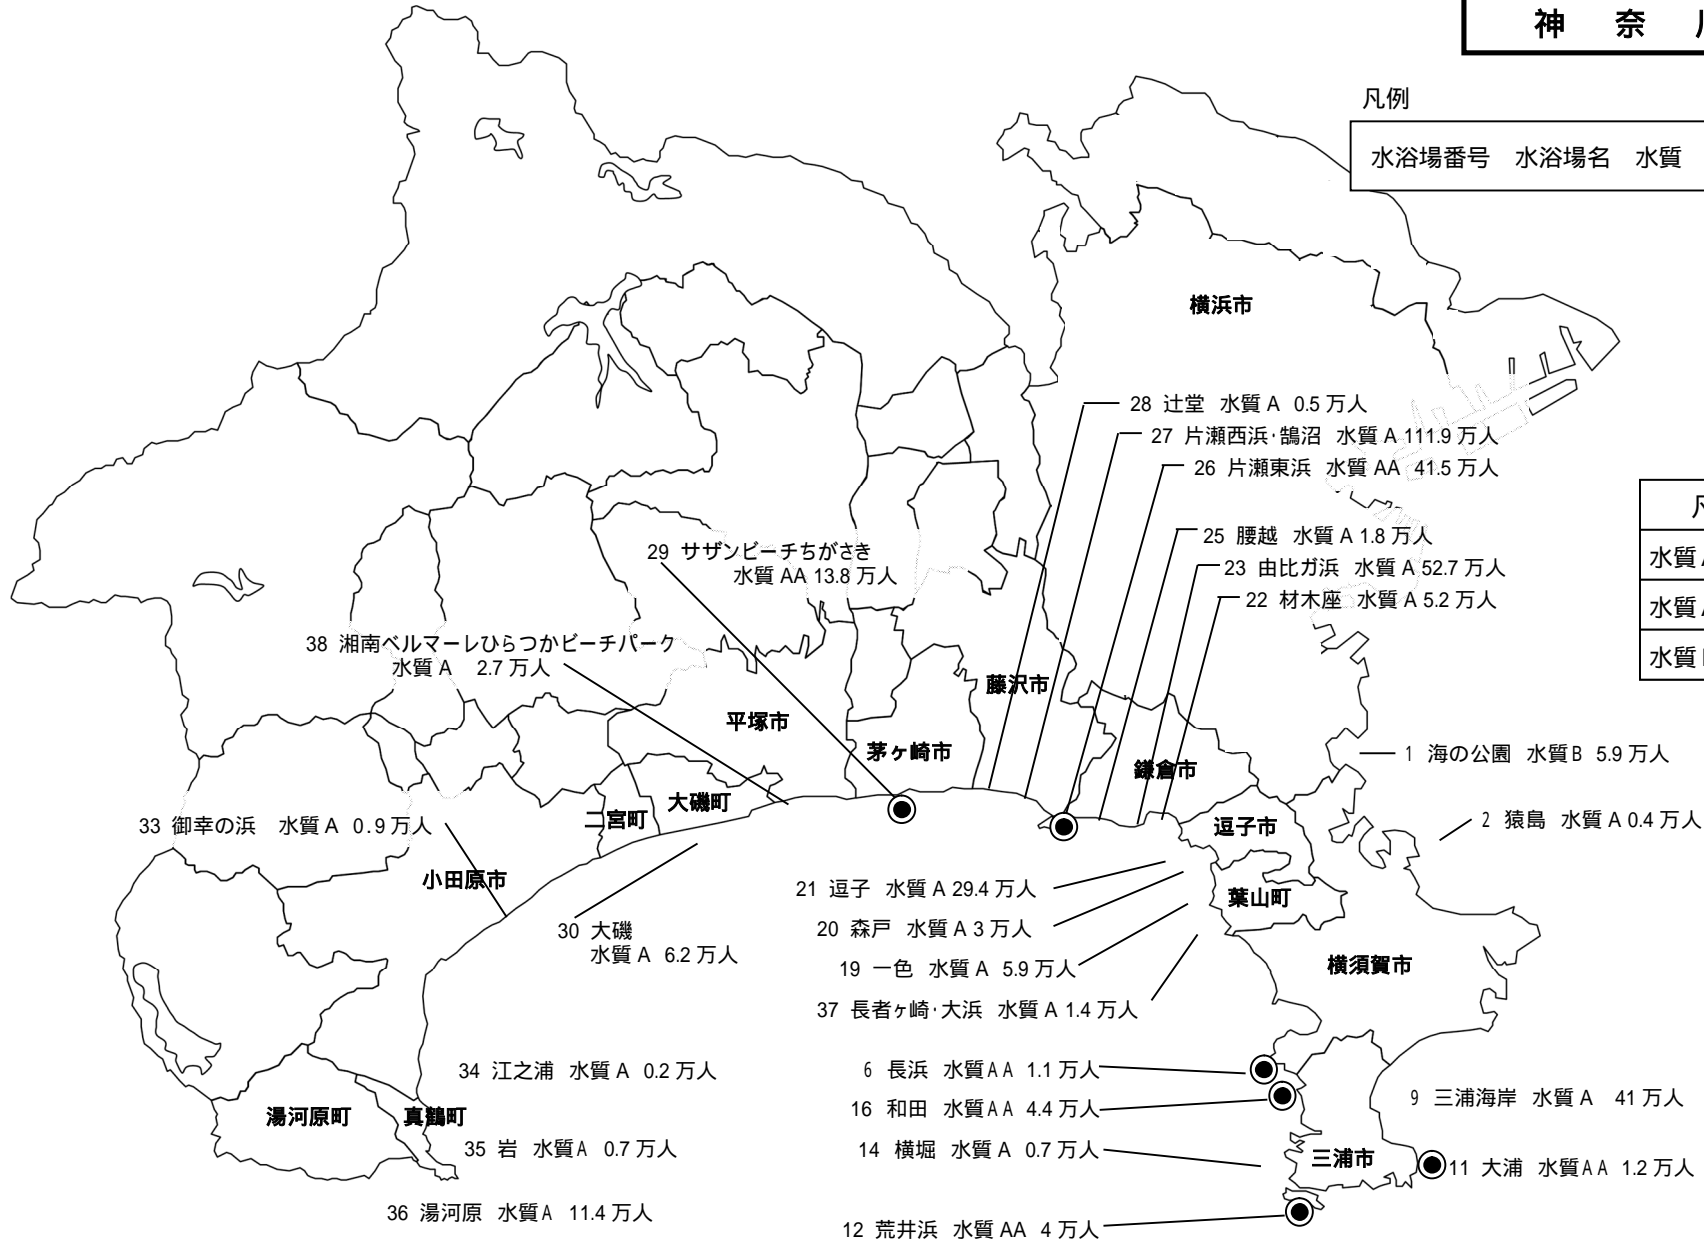 神 奈
凡例
水浴場番号 水浴場名 水質
横浜市
28 辻堂 水質 A 0.5 万人
27 片瀬西浜･鵠沼 水質 A 111.9 万人
26 片瀬東浜 水質 AA 41.5 万人
水質
水質
水質
25 腰越 水質 A 1.8 万人
29 サザンビーチちがさき
水質 AA 13.8 万人
23 由比ガ浜 水質 A 52.7 万人
22 材木座 水質 A 5.2 万人
38 湘南ベルマーレひらつかビーチパーク
水質 A 2.7 万人
藤沢市
平塚市
茅ヶ崎市
鎌倉市
1 海の公園 水質 B 5.9 万人
大磯町
二宮町
33 御幸の浜 水質 A 0.9 万人
逗子市
2 猿島 水質 A 0.4 万人
小田原市
21 逗子 水質 A 29.4 万人
葉山町
30 大磯
水質 A 6.2 万人
20 森戸 水質 A 3 万人
19 一色 水質 A 5.9 万人
横須賀市
37 長者ヶ崎･大浜 水質 A 1.4 万人
34 江之浦 水質 A 0.2 万人
6 長浜 水質 AA 1.1 万人
9 三浦海岸 水質 A 41 万人
湯河原町
真鶴町
16 和田 水質 AA 4.4 万人
35 岩 水質 A 0.7 万人
14 横堀 水質 A 0.7 万人
三浦市
11 大浦 水質 AA 1.2 万人
36 湯河原 水質 A 11.4 万人
12 荒井浜 水質 AA 4 万人